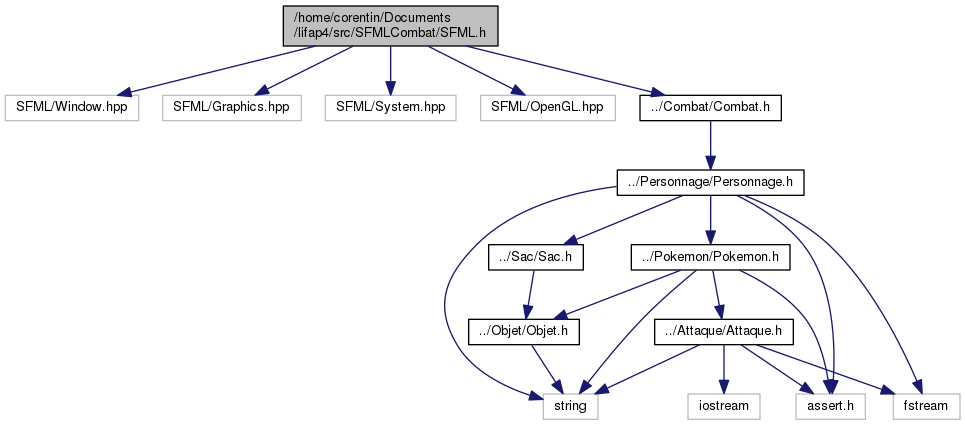 /home/corentin/Documents
/lifap4/src/SFMLCombat/SFML.h
SFML/Window.hpp
SFML/Graphics.hpp
SFML/System.hpp
SFML/OpenGL.hpp
../Combat/Combat.h
../Personnage/Personnage.h
../Sac/Sac.h
../Pokemon/Pokemon.h
../Objet/Objet.h
../Attaque/Attaque.h
string
iostream
assert.h
fstream